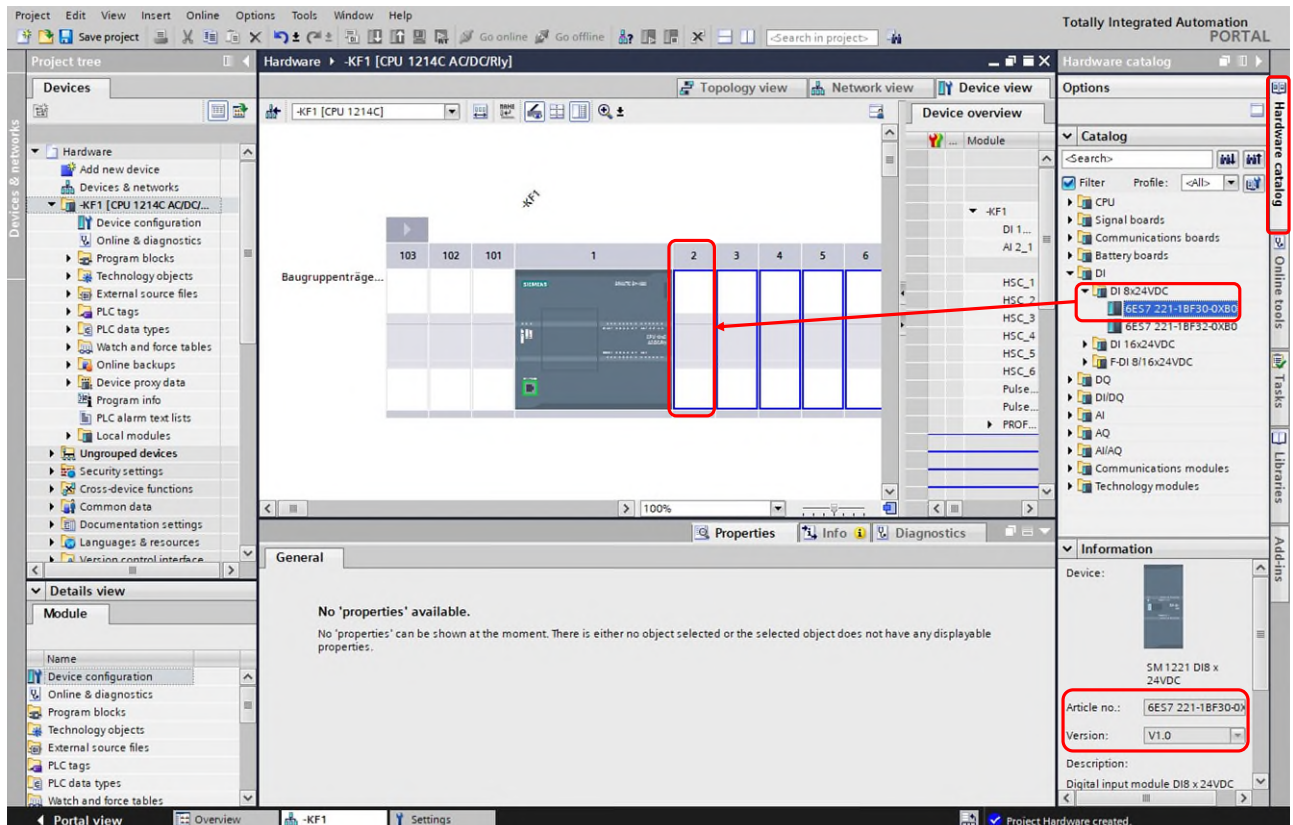 Project Edit View Insert Online Options Tools Window Help
Totally Integrated Automation
PORTAL
Save project
Go online
Go offline
<Search in project>
Project tree
Hardware ▸ -KF1 [CPU 1214C AC/DC/Rly]
Hardware catalog
Devices
Topology view
Network view
Device view
Options
-KF1 [CPU 1214C]
Device overview
... Module
Devices & networks
Hardware
Add new device
Devices & networks
-KF1 [CPU 1214C AC/DC/...
Device configuration
Online & diagnostics
Program blocks
Technology objects
External source files
PLC tags
PLC data types
Watch and force tables
Online backups
Device proxy data
Program info
PLC alarm text lists
Local modules
Ungrouped devices
Security settings
Cross-device functions
Common data
Documentation settings
Languages & resources
Version control interface
-KF1
103 102 101 1 2 3 4 5 6
Baugruppenträge...
SIEMENS
100%
-KF1
DI 1...
AI 2_1
HSC_1
HSC_2
HSC_3
HSC_4
HSC_5
HSC_6
Pulse...
Pulse...
PROF...
Catalog
<Search>
Filter Profile: <All>
CPU
Signal boards
Communications boards
Battery boards
DI
DI 8x24VDC
6ES7 221-1BF30-0XB0
6ES7 221-1BF32-0XB0
DI 16x24VDC
F-DI 8/16x24VDC
DQ
DI/DQ
AI
AQ
AI/AQ
Communications modules
Technology modules
Hardware catalog
Online tools
Tasks
Libraries
Add-ins
Properties
Info
Diagnostics
General
No 'properties' available.
No 'properties' can be shown at the moment. There is either no object selected or the selected object does not have any displayable
properties.
Details view
Module
Name
Device configuration
Online & diagnostics
Program blocks
Technology objects
External source files
PLC tags
PLC data types
Watch and force tables
Information
Device:
SM 1221 DI8 x
24VDC
Article no.: 6ES7 221-1BF30-0X
Version: V1.0
Description:
Digital input module DI8 x 24VDC
Portal view
Overview
-KF1
Settings
Project Hardware created.